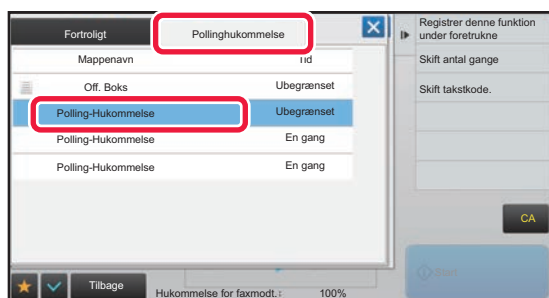 Fortroligt
Pollinghukommelse
Mappenavn
Tid
Off. Boks
Ubegrænset
Polling-Hukommelse
Ubegrænset
Polling-Hukommelse
En gang
Polling-Hukommelse
En gang
Tilbage
Hukommelse for faxmodt.:
100%
Registrer denne funktion
under foretrukne
Skift antal gange
Skift takstkode.
CA
Start